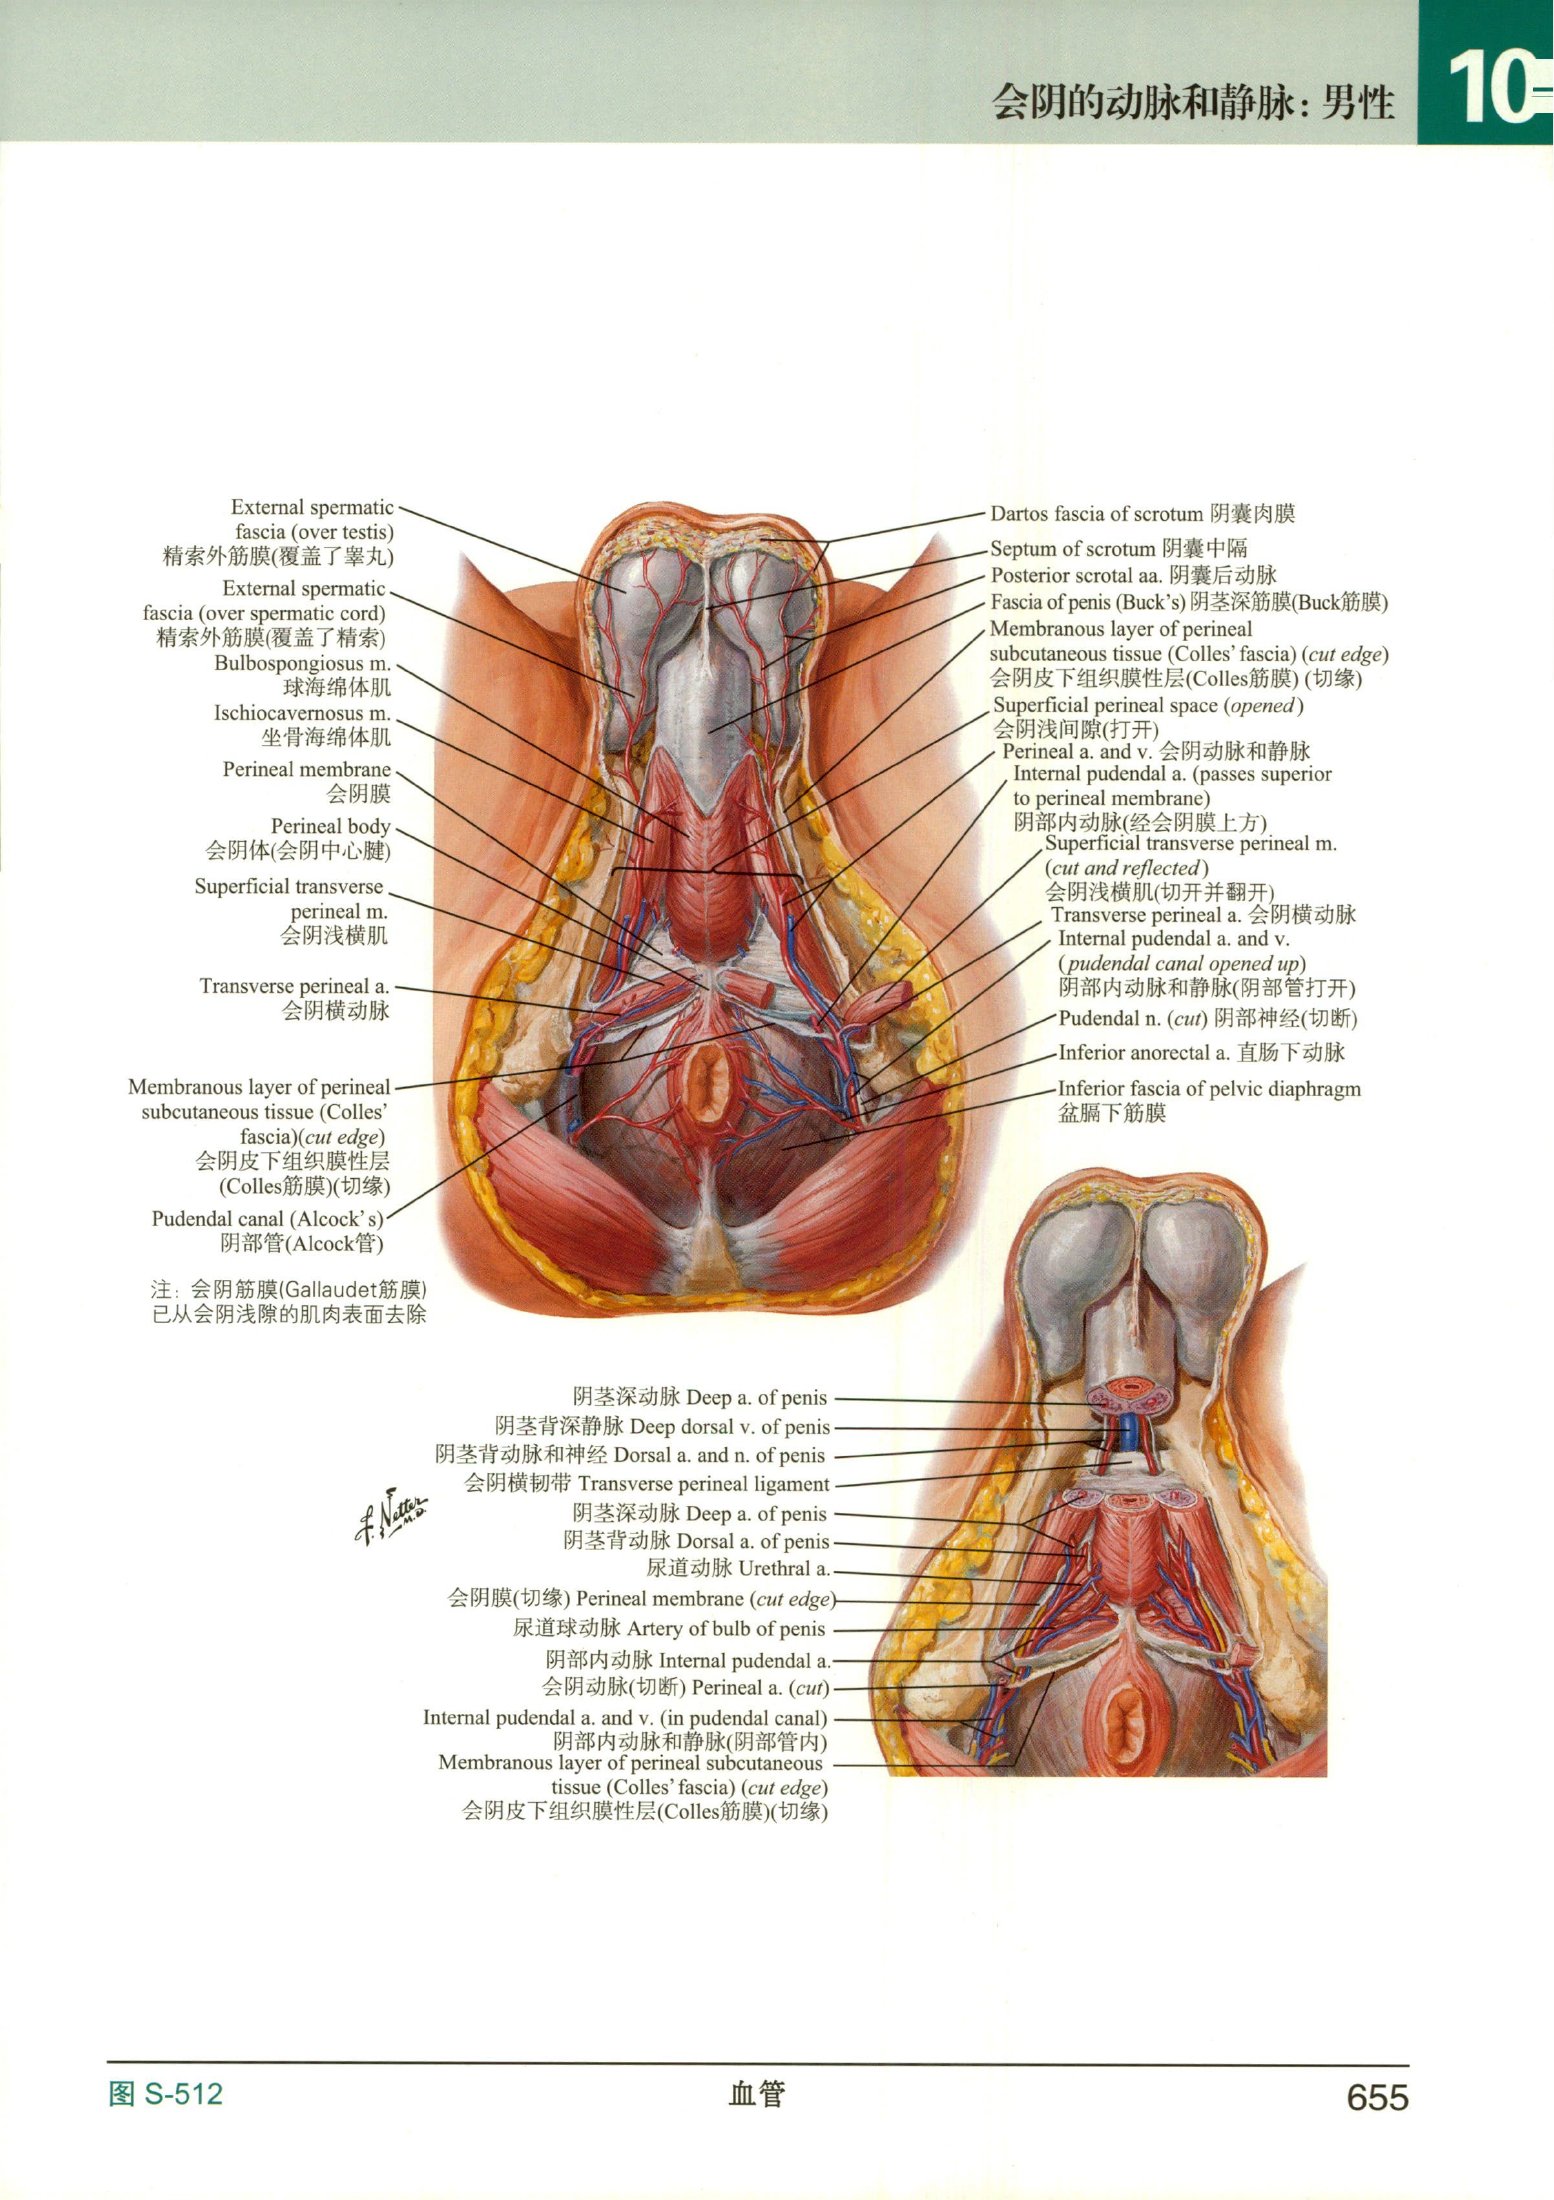 会阴的动脉和静脉：男性
10
External spermatic
fascia (over testis)
精索外筋膜(覆盖了睾丸)
External spermatic
fascia (over spermatic cord)
精索外筋膜(覆盖了精索)
Bulbospongiosus m.
球海绵体肌
Ischiocavernosus m.
坐骨海绵体肌
Perineal membrane
会阴膜
Perineal body
会阴体(会阴中心腱)
Superficial transverse
perineal m.
会阴浅横肌
Transverse perineal a.
会阴横动脉
Membranous layer of perineal
subcutaneous tissue (Colles'
fascia)(cut edge)
会阴皮下组织膜性层
(Colles筋膜)(切缘)
Pudendal canal (Alcock's)
阴部管(Alcock管)
注：会阴筋膜(Gallaudet筋膜)
已从会阴浅隙的肌肉表面去除
Dartos fascia of scrotum 阴囊肉膜
Septum of scrotum 阴囊中隔
Posterior scrotal aa. 阴囊后动脉
Fascia of penis (Buck's) 阴茎深筋膜(Buck筋膜)
Membranous layer of perineal
subcutaneous tissue (Colles' fascia) (cut edge)
会阴皮下组织膜性层(Colles筋膜) (切缘)
Superficial perineal space (opened)
会阴浅间隙(打开)
Perineal a. and v. 会阴动脉和静脉
Internal pudendal a. (passes superior
to perineal membrane)
阴部内动脉(经会阴膜上方)
Superficial transverse perineal m.
(cut and reflected)
会阴浅横肌(切开并翻开)
Transverse perineal a. 会阴横动脉
Internal pudendal a. and v.
(pudendal canal opened up)
阴部内动脉和静脉(阴部管打开)
Pudendal n. (cut) 阴部神经(切断)
Inferior anorectal a. 直肠下动脉
Inferior fascia of pelvic diaphragm
盆膈下筋膜
阴茎深动脉 Deep a. of penis
阴茎背深静脉 Deep dorsal v. of penis
阴茎背动脉和神经 Dorsal a. and n. of penis
会阴横韧带 Transverse perineal ligament
阴茎深动脉 Deep a. of penis
阴茎背动脉 Dorsal a. of penis
尿道动脉 Urethral a.
会阴膜(切缘) Perineal membrane (cut edge)
尿道球动脉 Artery of bulb of penis
阴部内动脉 Internal pudendal a.
会阴动脉(切断) Perineal a. (cut)
Internal pudendal a. and v. (in pudendal canal)
阴部内动脉和静脉(阴部管内)
Membranous layer of perineal subcutaneous
tissue (Colles' fascia) (cut edge)
会阴皮下组织膜性层(Colles筋膜)(切缘)
F. Netter
M.D.
图 S-512
血管
655